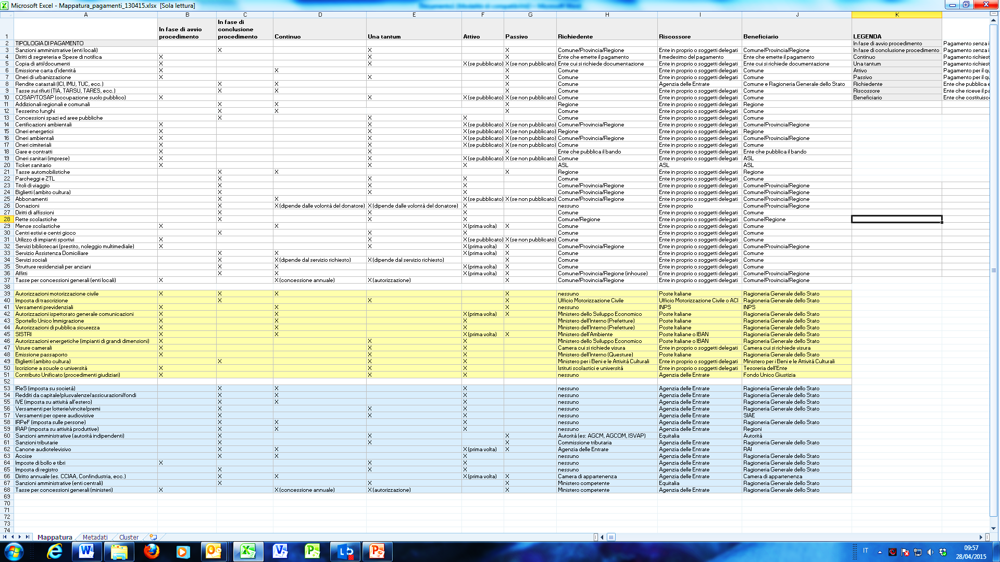 Microsoft Excel - Mappatura_pagamenti_130415.xlsx [Sola lettura]
A B C D E F G H I J K
1 In fase di avvio procedimento In fase di conclusione procedimento Continuo Una tantum Attivo Passivo Richiedente Riscossore Beneficiario LEGENDA
2 TIPOLOGIA DI PAGAMENTO In fase di avvio procedimento Pagamento senza i
3 Sanzioni amministrative (enti locali) X X X Comune/Provincia/Regione Ente in proprio o soggetti delegati Comune/Provincia/Regione In fase di conclusione procedimento Pagamento senza i
4 Diritti di segreteria e Spese di notifica X X X Ente che emette il pagamento Il medesimo del pagamento Ente che emette il pagamento Continuo Pagamento richiest
5 Copia di atti/documenti X X X (se pubblicato) X (se non pubblicato) Ente cui si richiede documentazione Ente in proprio o soggetti delegati Ente cui si richiede documentazione Una tantum Pagamento richiest
6 Emissione carta d'identità X X X Comune Ente in proprio o soggetti delegati Comune Attivo Pagamento per il qu
7 Oneri di urbanizzazione X X X Comune Ente in proprio o soggetti delegati Comune Passivo Pagamento per il qu
8 Rendite catastali (ICI, IMU, TUC, ecc.) X X X Comune Agenzia delle Entrate Comune e Ragioneria Generale dello Stato Richiedente Ente che pubblica e
9 Tasse sui rifiuti (TIA, TARSU, TARES, ecc.) X X X Comune Ente in proprio o soggetti delegati Comune Riscossore Ente che riceve il pa
10 COSAP/TOSAP (occupazione suolo pubblico) X X X (se pubblicato) X (se non pubblicato) Comune Ente in proprio o soggetti delegati Comune Beneficiario Ente che costituisc
11 Addizionali regionali e comunali X X X Regione Ente in proprio o soggetti delegati Regione
12 Tesserino funghi X X X Comune Ente in proprio o soggetti delegati Comune
13 Concessioni spazi ed aree pubbliche X X X Comune Ente in proprio o soggetti delegati Comune
14 Certificazioni ambientali X X X (se pubblicato) X (se non pubblicato) Comune/Provincia/Regione Ente in proprio o soggetti delegati Comune/Provincia/Regione
15 Oneri energetici X X X (se pubblicato) X (se non pubblicato) Regione Ente in proprio o soggetti delegati Regione
16 Oneri ambientali X X X (se pubblicato) X (se non pubblicato) Comune/Provincia/Regione Ente in proprio o soggetti delegati Comune/Provincia/Regione
17 Oneri cimiteriali X X X (se pubblicato) X (se non pubblicato) Comune Ente in proprio o soggetti delegati Comune
18 Gare e contratti X X X Ente che pubblica il bando Ente in proprio o soggetti delegati Ente che pubblica il bando
19 Oneri sanitari (imprese) X X X (se pubblicato) X (se non pubblicato) Comune Ente in proprio o soggetti delegati ASL
20 Ticket sanitario X X X ASL ASL ASL
21 Tasse automobilistiche X X X Regione Ente in proprio o soggetti delegati Regione
22 Parcheggi e ZTL X X X Comune Ente in proprio o soggetti delegati Comune
23 Titoli di viaggio X X X Comune/Provincia/Regione Ente in proprio o soggetti delegati Comune/Provincia/Regione
24 Biglietti (ambito cultura) X X X Comune/Provincia/Regione Ente in proprio o soggetti delegati Comune/Provincia/Regione
25 Abbonamenti X X X (se pubblicato) X (se non pubblicato) Comune/Provincia/Regione Ente in proprio o soggetti delegati Comune/Provincia/Regione
26 Donazioni X X (dipende dalle volontà del donatore) X (dipende dalle volontà del donatore) X nessuno Ente in proprio Comune/Provincia/Regione
27 Diritti di affissioni X X X Comune Ente in proprio o soggetti delegati Comune
28 Rette scolastiche X X X Comune/Regione Ente in proprio o soggetti delegati Comune/Regione
29 Mense scolastiche X X X (prima volta) X Comune Ente in proprio o soggetti delegati Comune
30 Centri estivi e centri gioco X X X Comune Ente in proprio o soggetti delegati Comune
31 Utilizzo di impianti sportivi X X X (se pubblicato) X (se non pubblicato) Comune Ente in proprio o soggetti delegati Comune
32 Servizi bibliotecari (prestito, noleggio multimediale) X X X (prima volta) X Comune/Provincia/Regione Ente in proprio o soggetti delegati Comune/Provincia/Regione
33 Servizio Assistenza Domiciliare X X X (prima volta) X Comune Ente in proprio o soggetti delegati Comune
34 Servizi sociali X X (dipende dal servizio richiesto) X (dipende dal servizio richiesto) X Comune Ente in proprio o soggetti delegati Comune
35 Strutture residenziali per anziani X X X (prima volta) X Comune Ente in proprio o soggetti delegati Comune
36 Affitti X X X (prima volta) X Comune/Provincia/Regione (inhouse) Ente in proprio o soggetti delegati Comune/Provincia/Regione
37 Tasse per concessioni generali (enti locali) X X (concessione annuale) X (autorizzazione) X Comune/Provincia/Regione Ente in proprio o soggetti delegati Comune/Provincia/Regione
38
39 Autorizzazioni motorizzazione civile X X X X nessuno Poste Italiane Ragioneria Generale dello Stato
40 Imposta di trascrizione X X X Ufficio Motorizzazione Civile Ufficio Motorizzazione Civile o ACI Ragioneria Generale dello Stato
41 Versamenti previdenziali X X X nessuno INPS INPS
42 Autorizzazioni ispettorato generale comunicazioni X X X (prima volta) X Ministero dello Sviluppo Economico Poste Italiane Ragioneria Generale dello Stato
43 Sportello Unico Immigrazione X X X Ministero dell'Interno (Prefetture) Poste Italiane Ragioneria Generale dello Stato
44 Autorizzazioni di pubblica sicurezza X X X Ministero dell'Interno (Prefetture) Poste Italiane Ragioneria Generale dello Stato
45 SISTRI X X X (prima volta) X Ministero dell'Ambiente Poste Italiane o IBAN Ragioneria Generale dello Stato
46 Autorizzazioni energetiche (impianti di grandi dimensioni) X X X Ministero dello Sviluppo Economico Poste Italiane o IBAN Ragioneria Generale dello Stato
47 Visure camerali X X X Camera cui si richiede visura Ente in proprio o soggetti delegati Camera cui si richiede visura
48 Emissione passaporto X X X Ministero dell'Interno (Questure) Poste Italiane Ragioneria Generale dello Stato
49 Biglietti (ambito cultura) X X X Ministero per i Beni e le Attività Culturali Ente in proprio o soggetti delegati Ministero per i Beni e le Attività Culturali
50 Iscrizione a scuole o università X X X Istituti scolastici e università Ente in proprio o soggetti delegati Tesoreria dell'Ente
51 Contributo Unificato (procedimenti giudiziari) X X X nessuno Agenzia delle Entrate Fondo Unico Giustizia
52
53 IReS (imposta su società) X X X nessuno Agenzia delle Entrate Ragioneria Generale dello Stato
54 Redditi da capitale/plusvalenze/assicurazioni/fondi X X X nessuno Agenzia delle Entrate Ragioneria Generale dello Stato
55 IVE (imposta su attività all'estero) X X X nessuno Agenzia delle Entrate Ragioneria Generale dello Stato
56 Versamenti per lotterie/vincite/premi X X X nessuno Agenzia delle Entrate Ragioneria Generale dello Stato
57 Versamenti per opere audiovisive X X X nessuno Agenzia delle Entrate SIAE
58 IRPeF (imposta sulle persone) X X X nessuno Agenzia delle Entrate Ragioneria Generale dello Stato
59 IRAP (imposta su attività produttive) X X X nessuno Agenzia delle Entrate Regioni
60 Sanzioni amministrative (autorità indipendenti) X X X Autorità (es: AGCM, AGCOM, ISVAP) Equitalia Autorità
61 Sanzioni tributarie X X X Commissione tributaria Agenzia delle Entrate Ragioneria Generale dello Stato
62 Canone audiotelevisivo X X X (prima volta) X Agenzia delle Entrate Agenzia delle Entrate RAI
63 Accise X X X nessuno Agenzia delle Entrate Ragioneria Generale dello Stato
64 Imposte di bollo e tibri X X X nessuno Agenzia delle Entrate Ragioneria Generale dello Stato
65 Imposta di registro X X X nessuno Agenzia delle Entrate Ragioneria Generale dello Stato
66 Diritto annuale (es. CCIAA, Confindustria, ecc.) X X X (prima volta) X Camera di appartenenza Agenzia delle Entrate Camera di appartenenza
67 Sanzioni amministrative (enti centrali) X X X Ministero competente Equitalia Ragioneria Generale dello Stato
68 Tasse per concessioni generali (ministeri) X X (concessione annuale) X (autorizzazione) X Ministero competente Agenzia delle Entrate Ragioneria Generale dello Stato
69
70
71
72
73
74
Mappatura Metadati Cluster
IT 09:57
28/04/2015